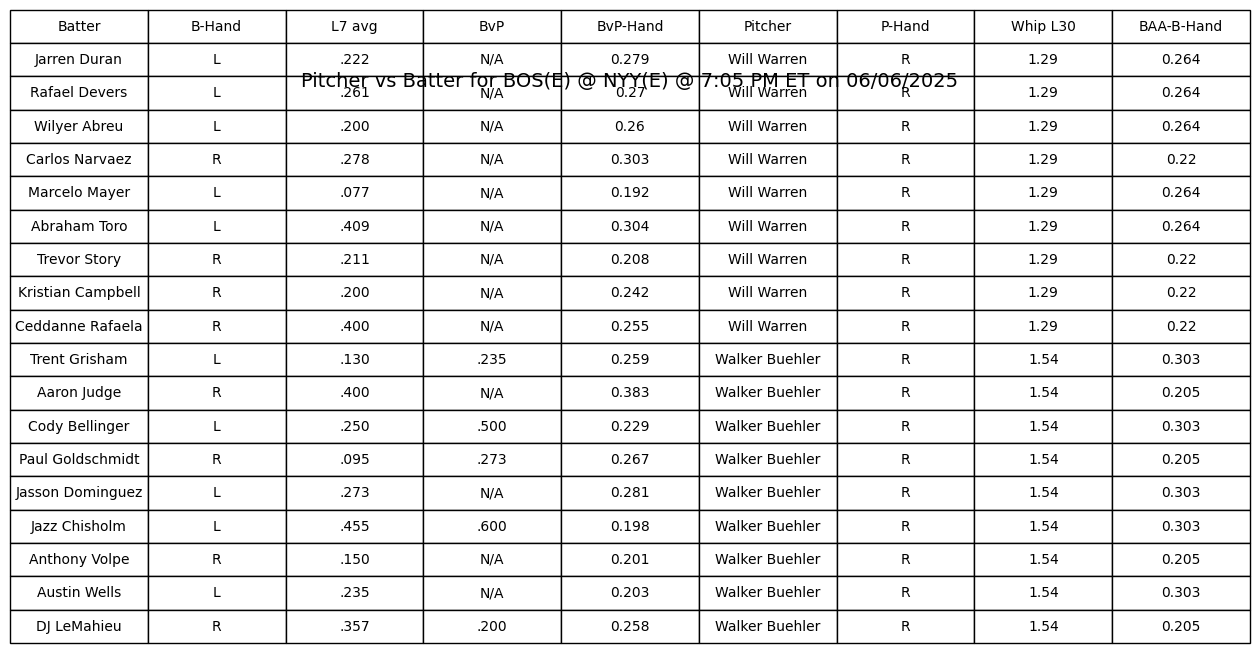 Batter B-Hand L7 avg BvP BvP-Hand Pitcher P-Hand Whip L30 BAA-B-Hand
Jarren Duran L .222 N/A 0.279 Will Warren R 1.29 0.264
Pitcher vs Batter for BOS(E) @ NYY(E) @ 7:05 PM ET on 06/06/2025
Rafael Devers L .261 N/A 0.27 Will Warren R 1.29 0.264
Wilyer Abreu L .200 N/A 0.26 Will Warren R 1.29 0.264
Carlos Narvaez R .278 N/A 0.303 Will Warren R 1.29 0.22
Marcelo Mayer L .077 N/A 0.192 Will Warren R 1.29 0.264
Abraham Toro L .409 N/A 0.304 Will Warren R 1.29 0.264
Trevor Story R .211 N/A 0.208 Will Warren R 1.29 0.22
Kristian Campbell R .200 N/A 0.242 Will Warren R 1.29 0.22
Ceddanne Rafaela R .400 N/A 0.255 Will Warren R 1.29 0.22
Trent Grisham L .130 .235 0.259 Walker Buehler R 1.54 0.303
Aaron Judge R .400 N/A 0.383 Walker Buehler R 1.54 0.205
Cody Bellinger L .250 .500 0.229 Walker Buehler R 1.54 0.303
Paul Goldschmidt R .095 .273 0.267 Walker Buehler R 1.54 0.205
Jasson Dominguez L .273 N/A 0.281 Walker Buehler R 1.54 0.303
Jazz Chisholm L .455 .600 0.198 Walker Buehler R 1.54 0.303
Anthony Volpe R .150 N/A 0.201 Walker Buehler R 1.54 0.205
Austin Wells L .235 N/A 0.203 Walker Buehler R 1.54 0.303
DJ LeMahieu R .357 .200 0.258 Walker Buehler R 1.54 0.205